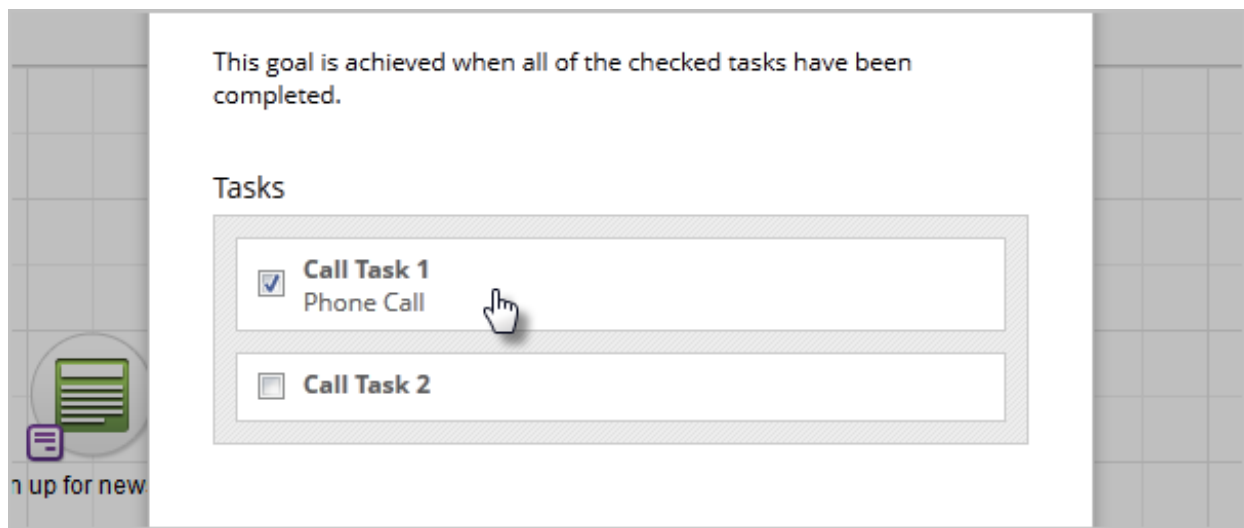 This goal is achieved when all of the checked tasks have been
completed.
Tasks
Call Task 1
Phone Call
Call Task 2
n up for new